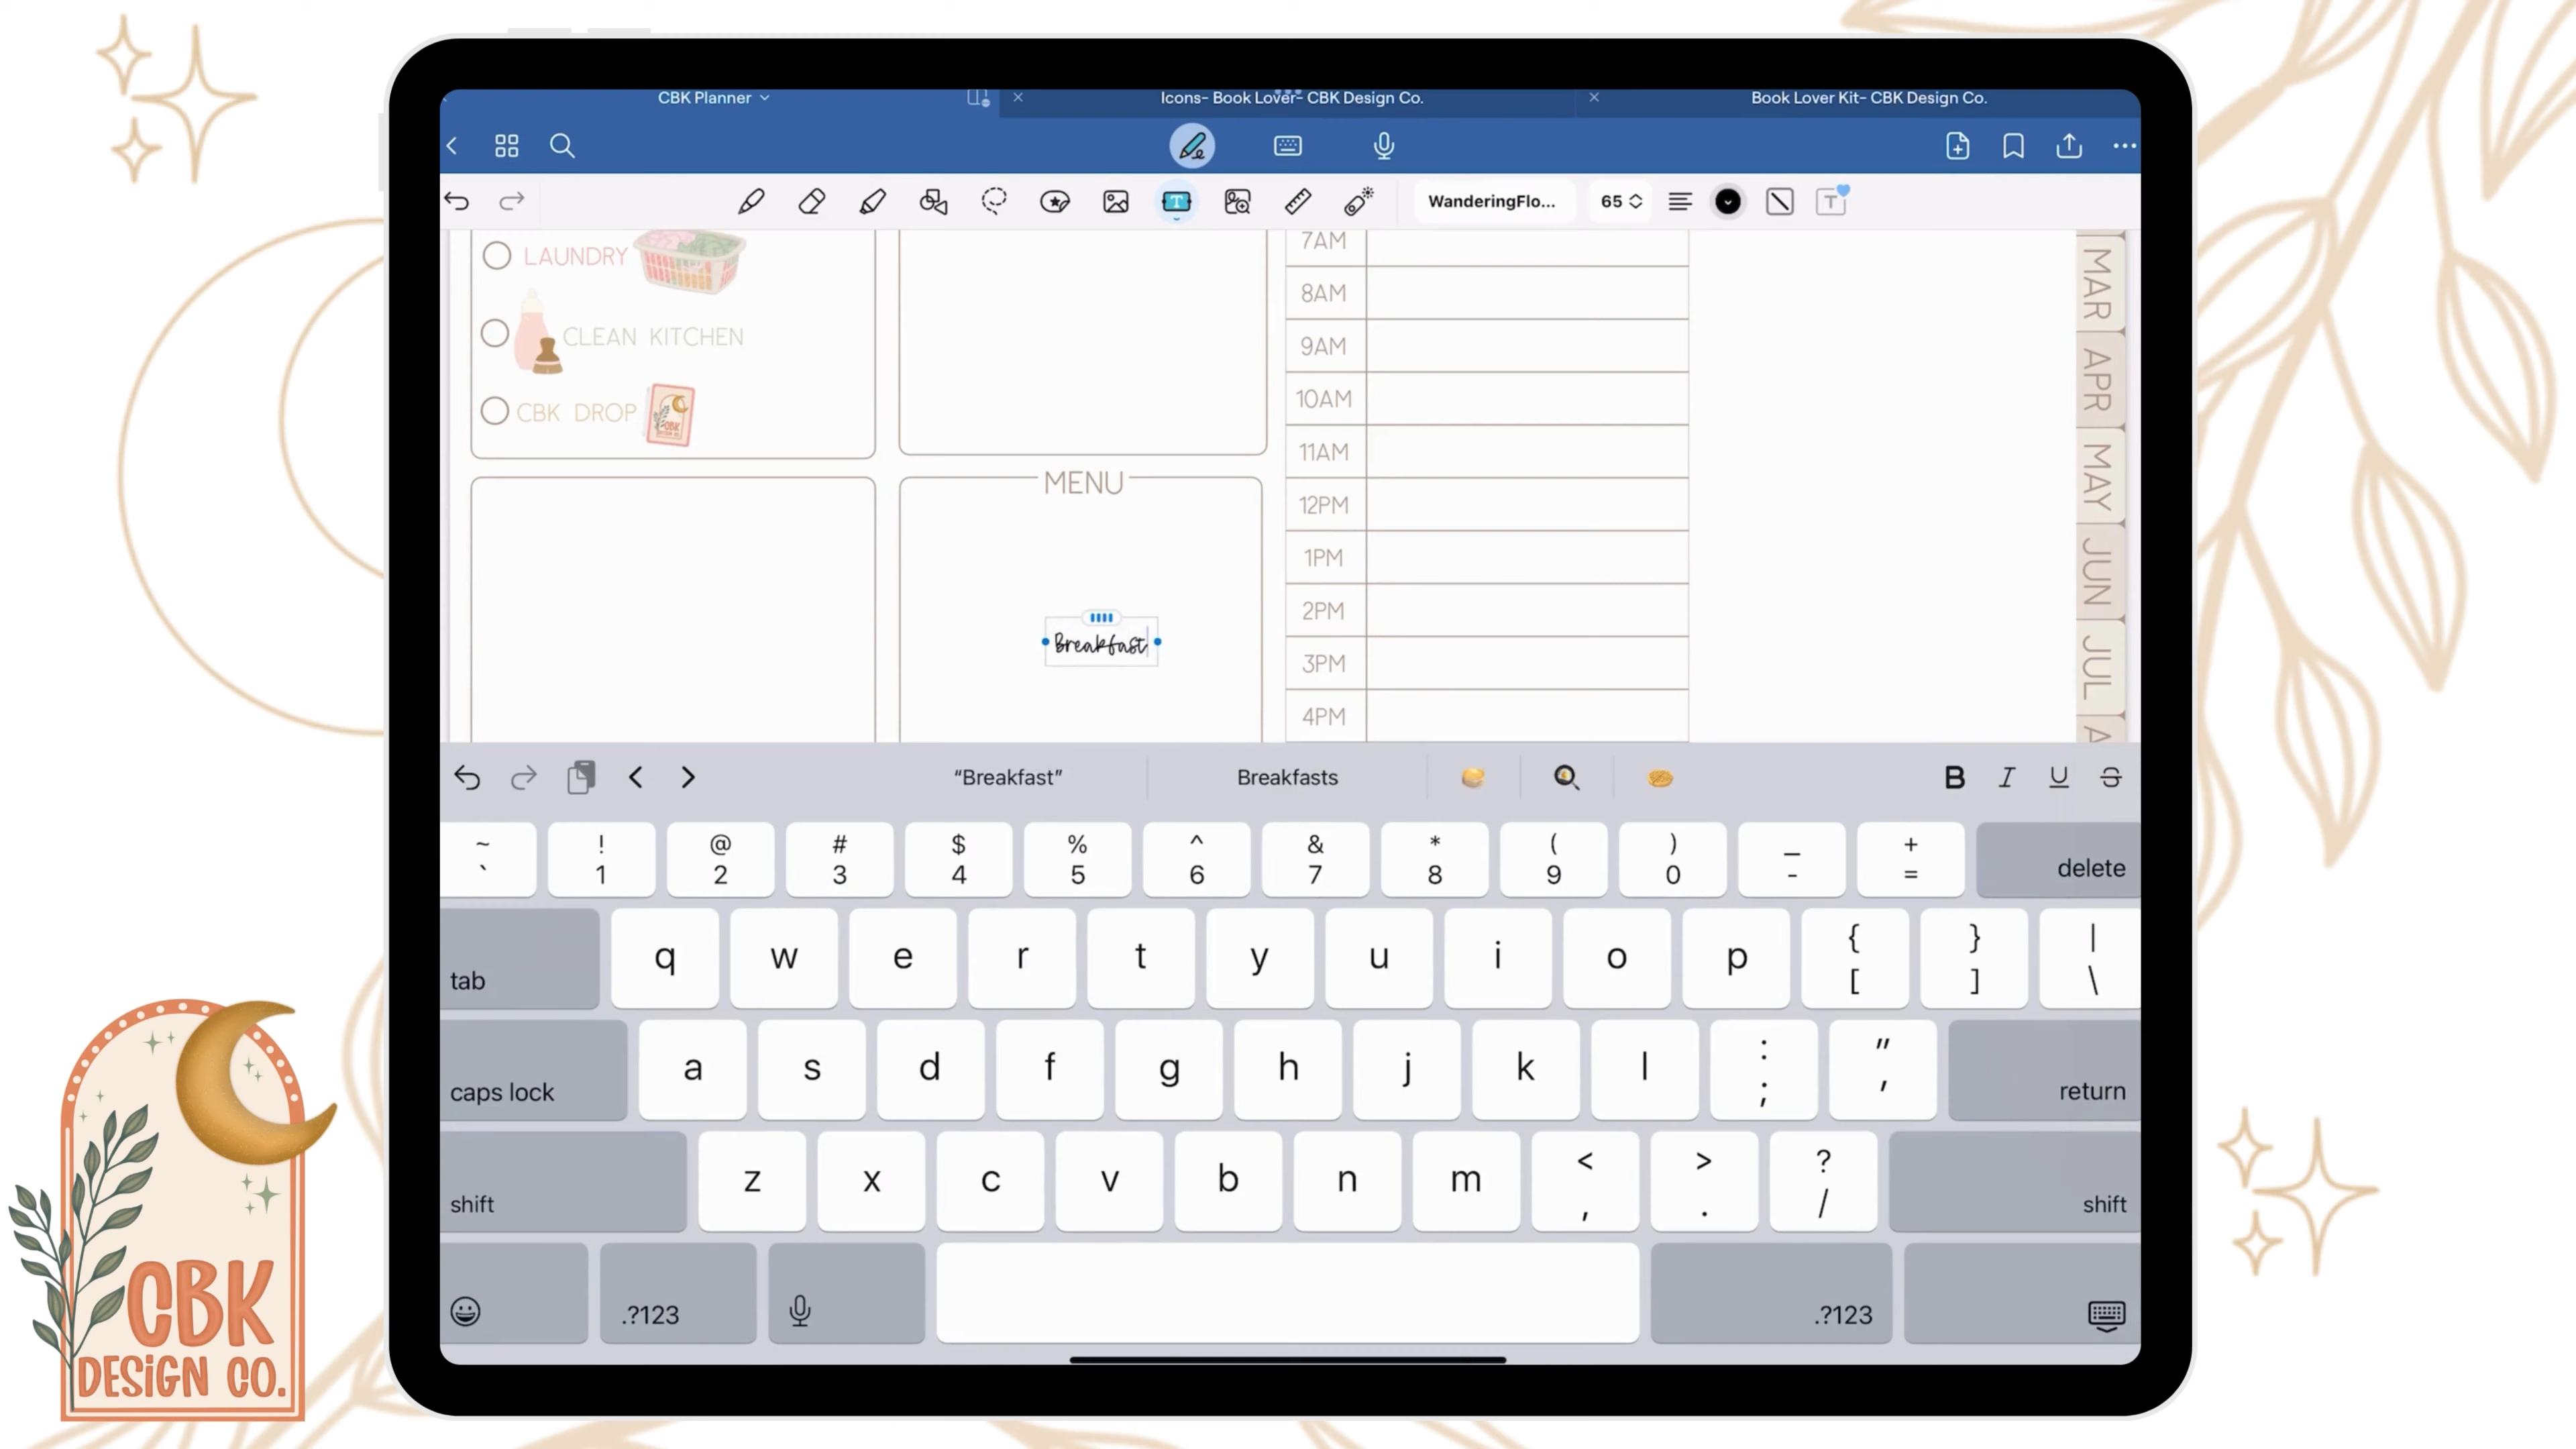 CBK Planner
Icons- Book Lover- CBK Design Co.
Book Lover Kit- CBK Design Co.
WanderingFlo...
65
LAUNDRY
CLEAN KITCHEN
CBK DROP
MENU
Breakfast
7AM
8AM
9AM
10AM
11AM
12PM
1PM
2PM
3PM
4PM
MAR
APR
MAY
JUN
JUL
A
“Breakfast”
Breakfasts
B I U S
~ ! @ # $ % ^ & * ( ) _ +
` 1 2 3 4 5 6 7 8 9 0 - = delete
tab q w e r t y u i o p { [ } ] | \
caps lock a s d f g h j k l : ; " ' return
shift z x c v b n m < , > . ? / shift
.?123 .?123
CBK
DESIGN CO.